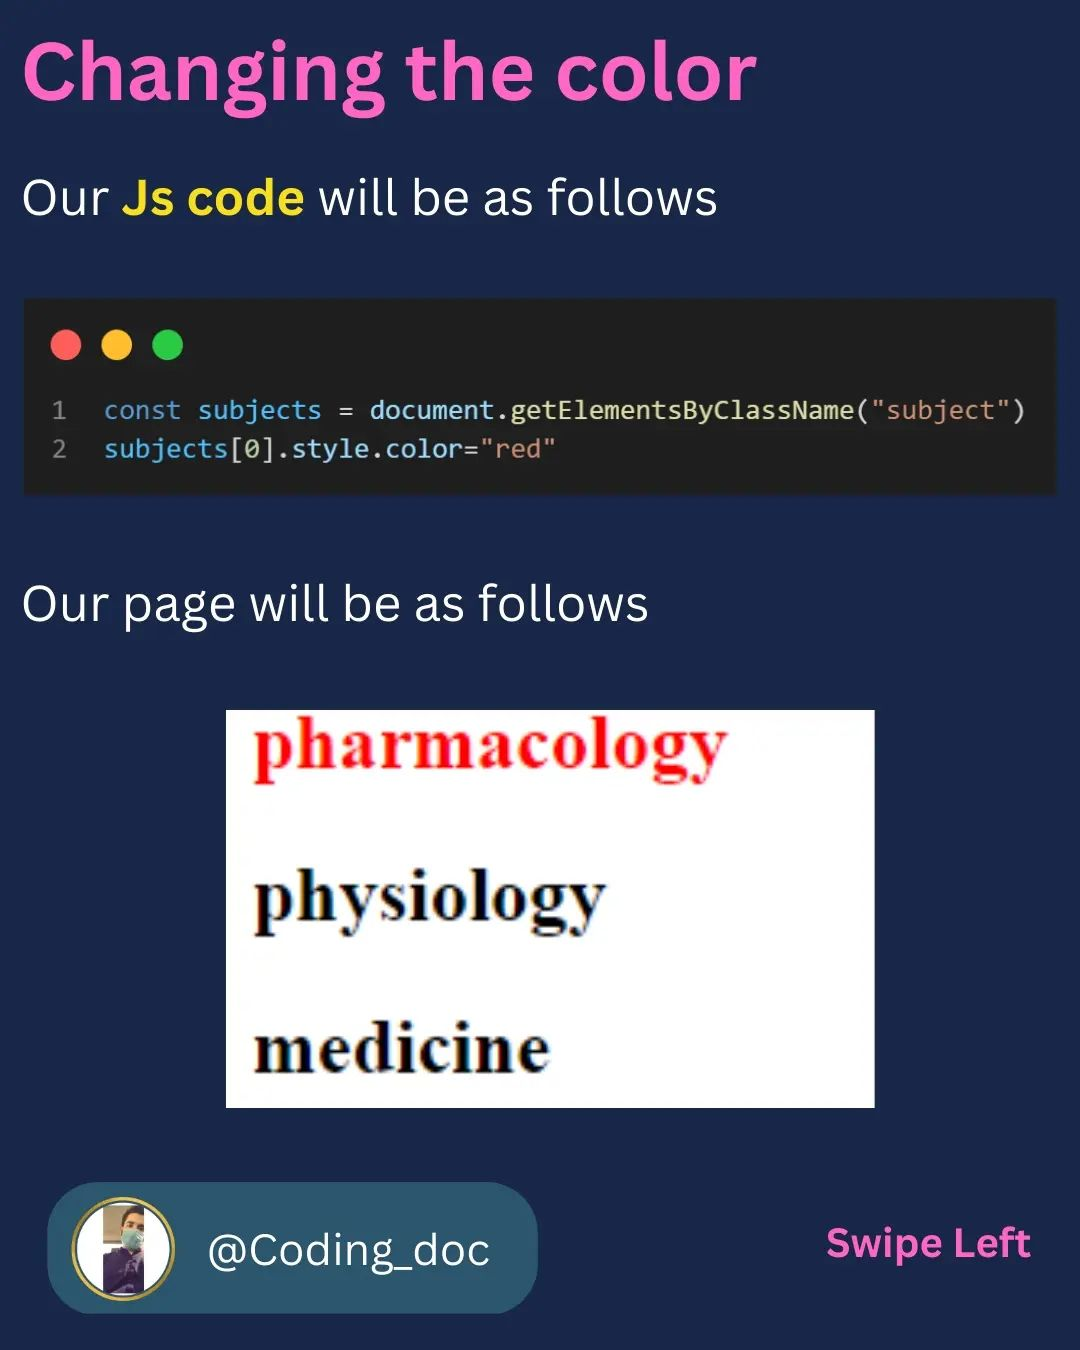 Changing the color
Our Js code will be as follows
1 const subjects = document.getElementsByClassName("subject")
2 subjects[0].style.color="red"
Our page will be as follows
pharmacology
physiology
medicine
@Coding_doc
Swipe Left